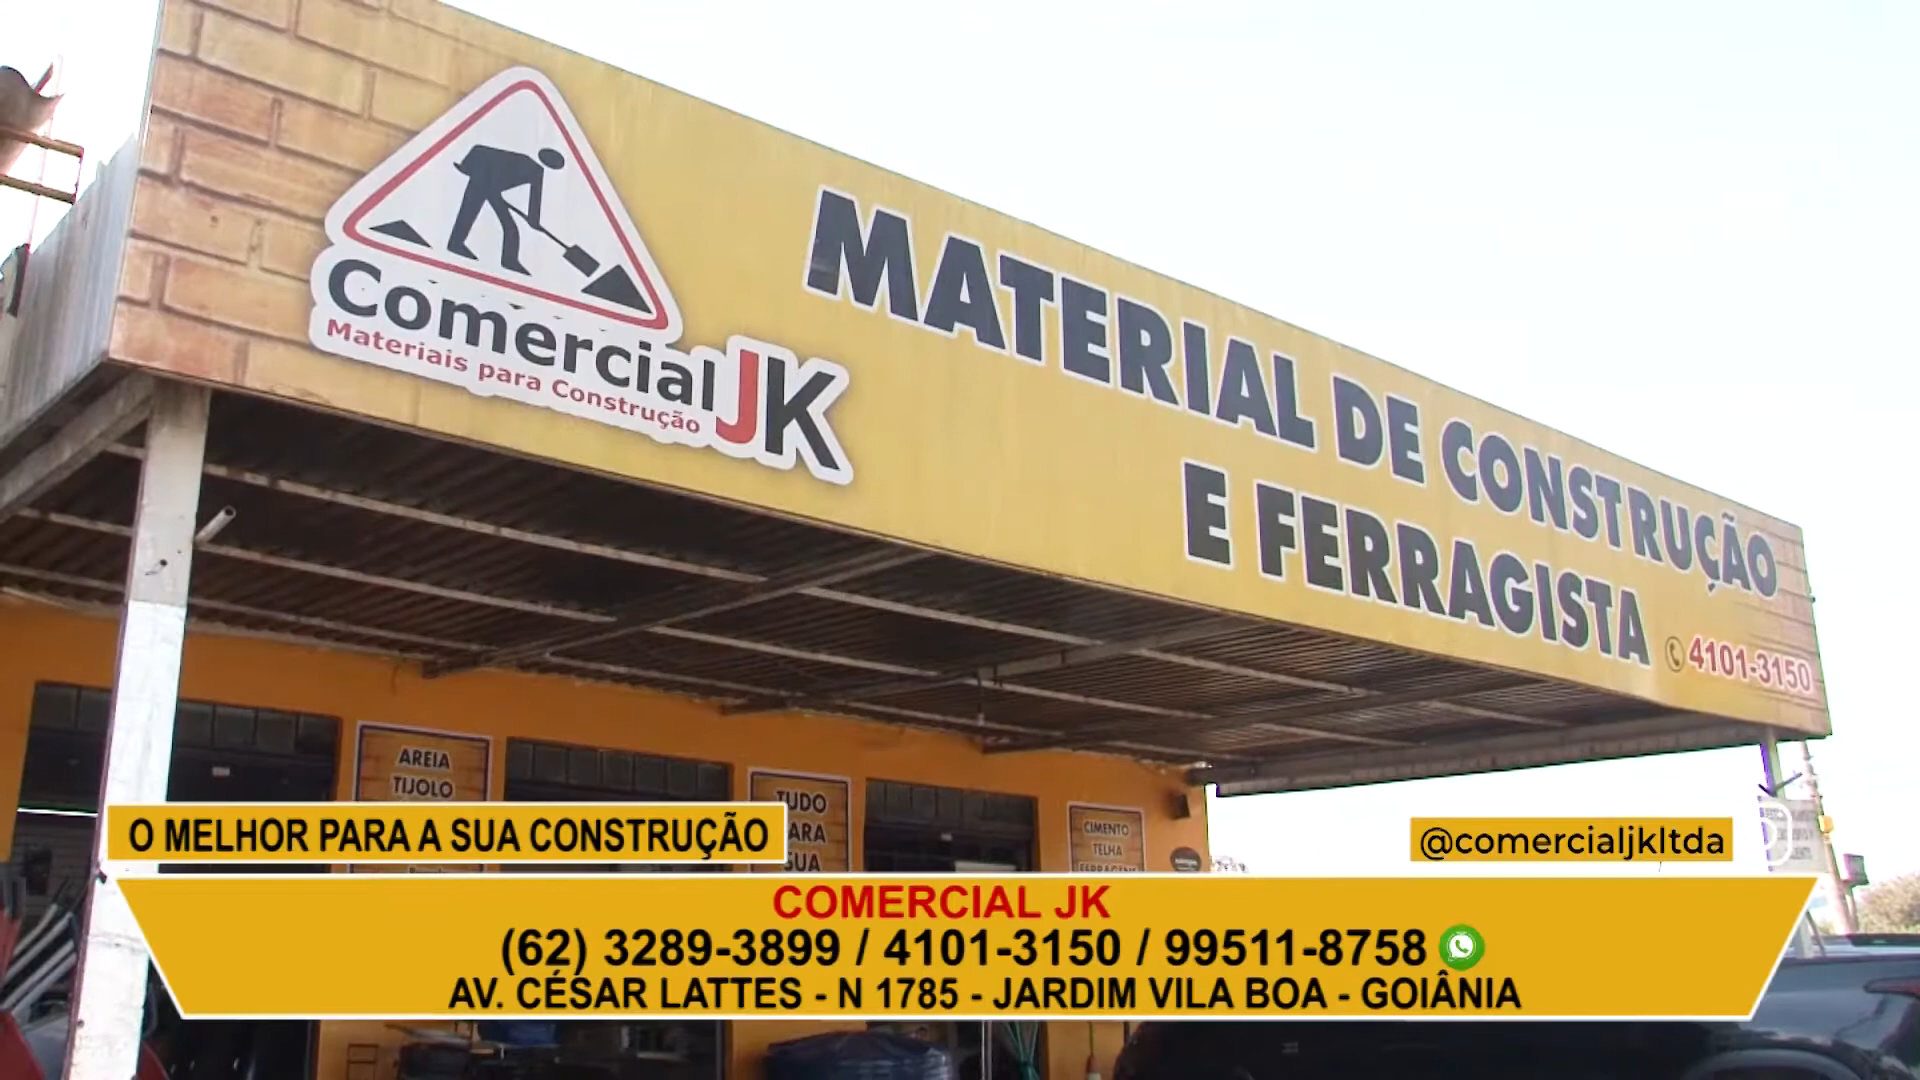 Comercial JK
Materiais para Construção
MATERIAL DE CONSTRUÇÃO
E FERRAGISTA
4101-3150
AREIA
TIJOLO
TUDO
PARA
SUA
CIMENTO
TELHA
FERRAGENS
O MELHOR PARA A SUA CONSTRUÇÃO
@comercialjkltda
COMERCIAL JK
(62) 3289-3899 / 4101-3150 / 99511-8758
AV. CÉSAR LATTES - N 1785 - JARDIM VILA BOA - GOIÂNIA